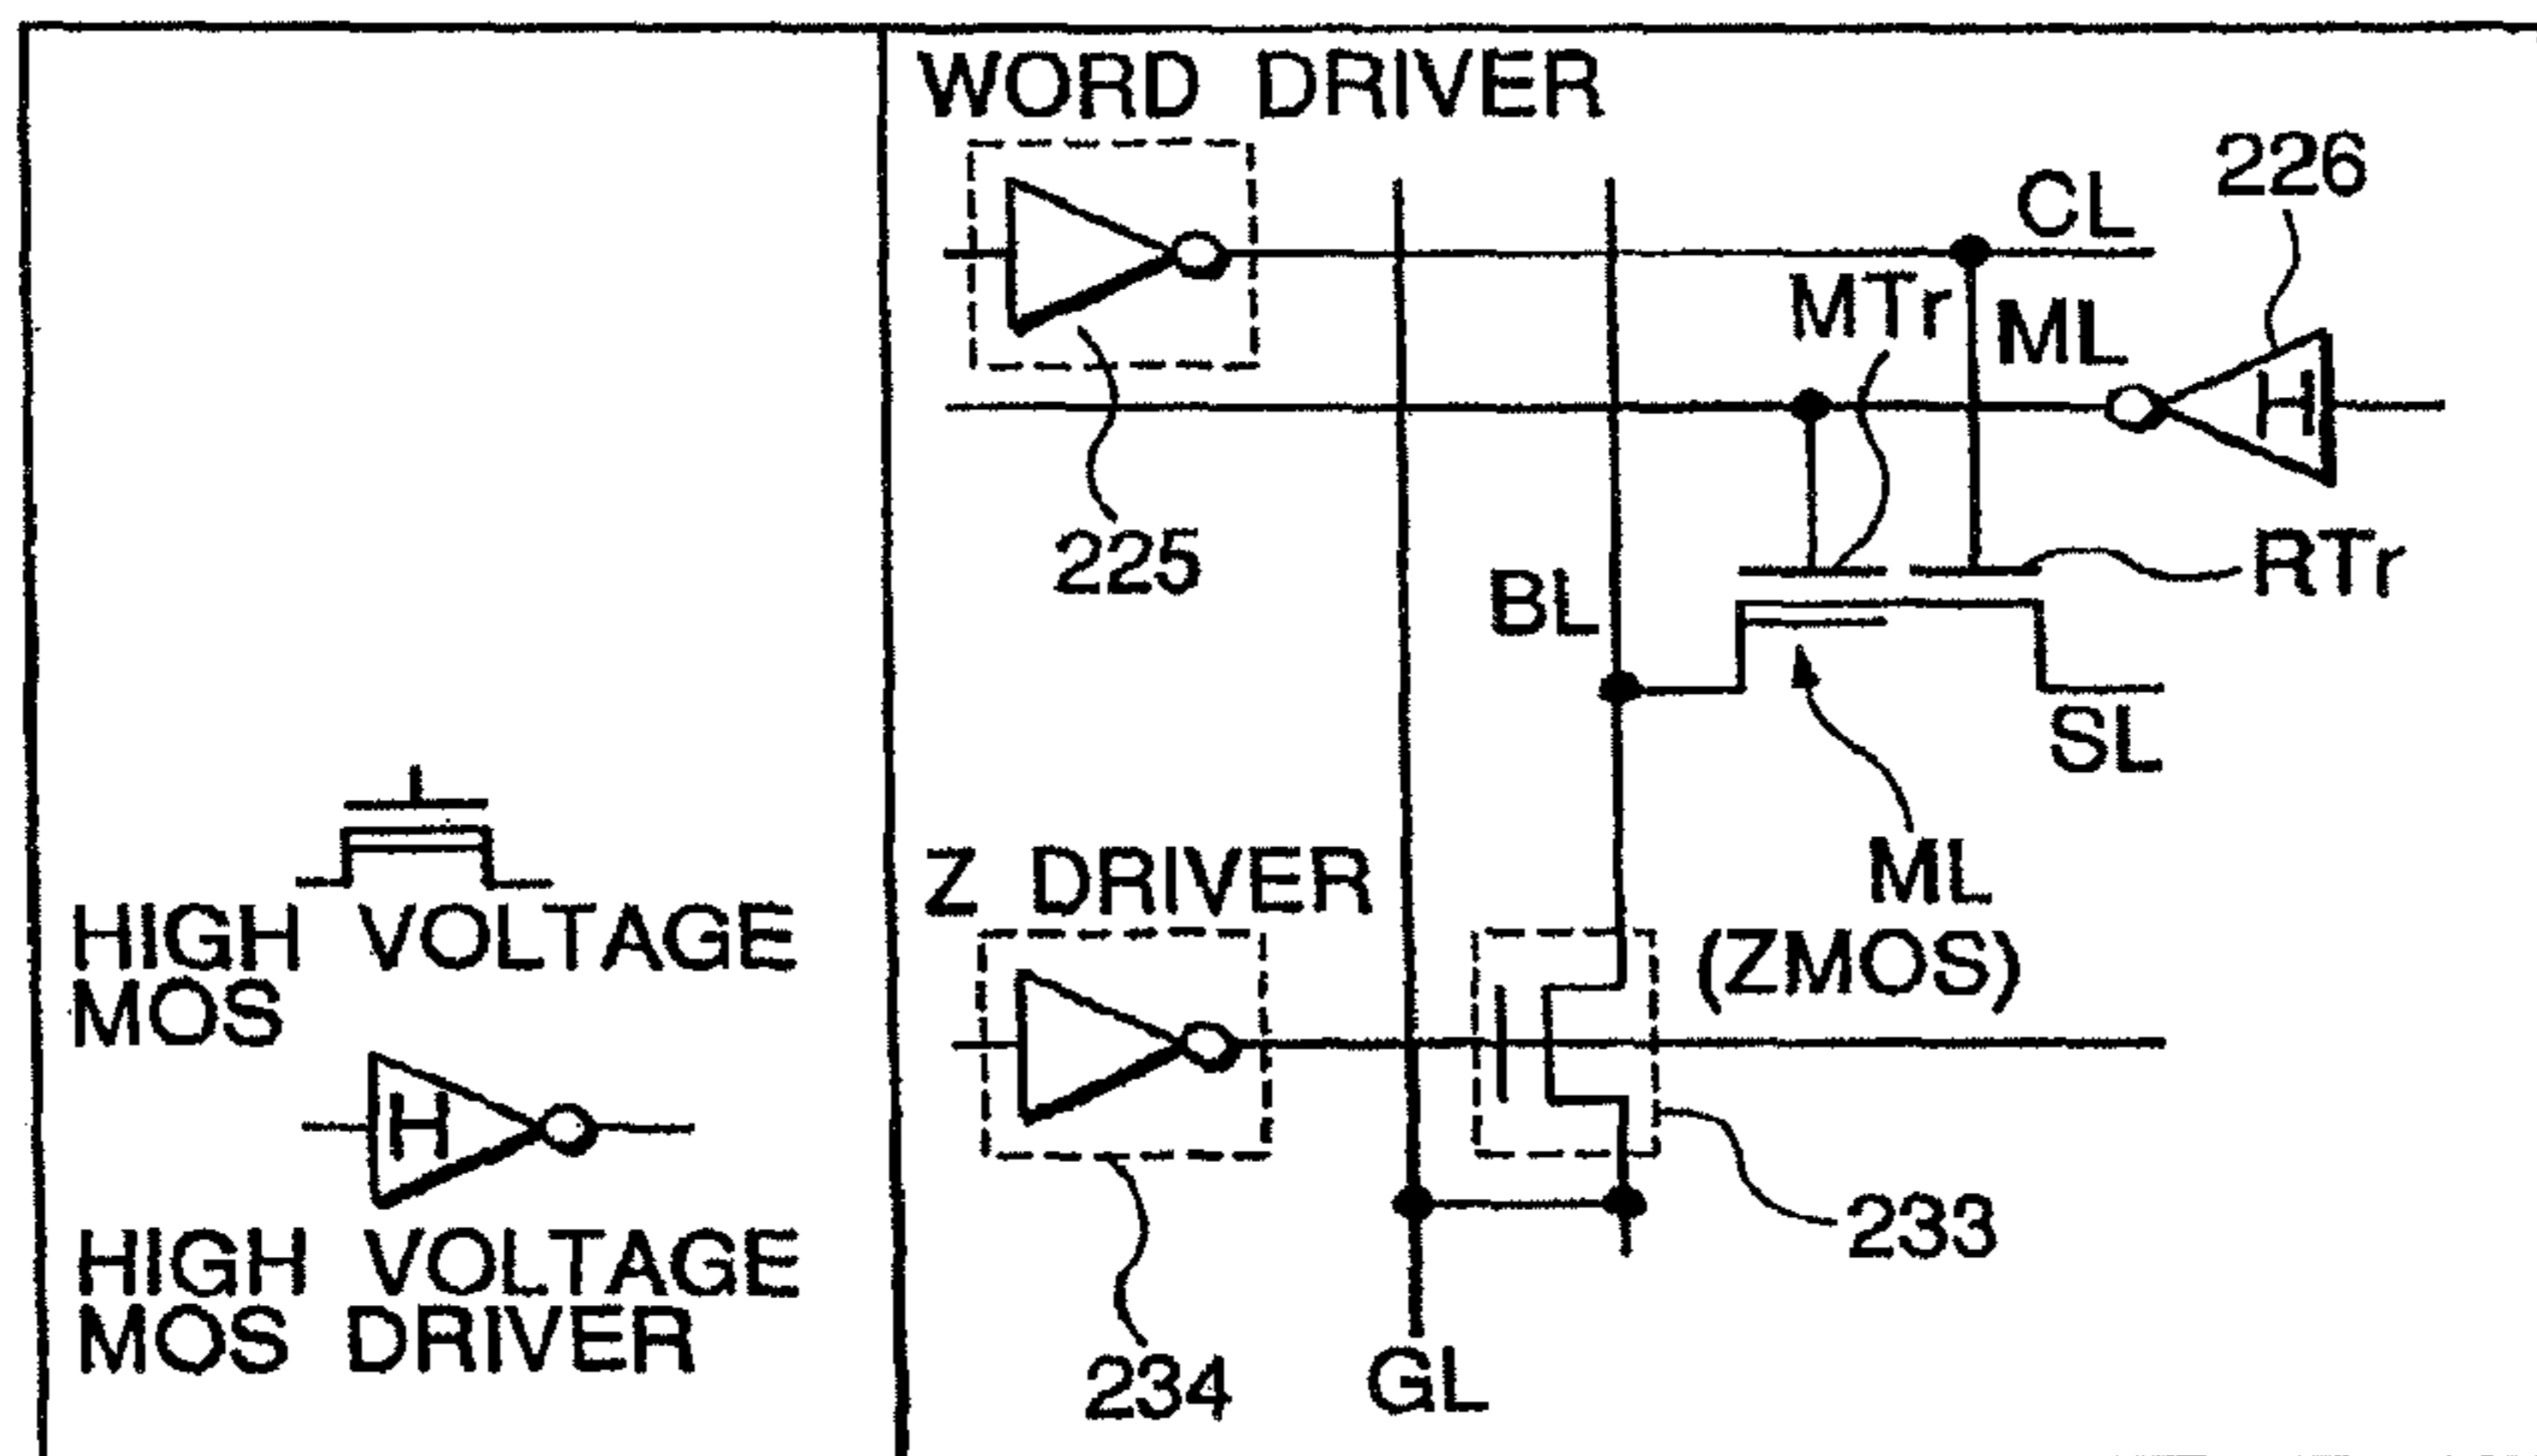 HIGH VOLTAGE
MOS
H
HIGH VOLTAGE
MOS DRIVER
WORD DRIVER
226
CL
MTr
ML
H
225
RTr
BL
SL
ML
Z DRIVER
(ZMOS)
233
234
GL